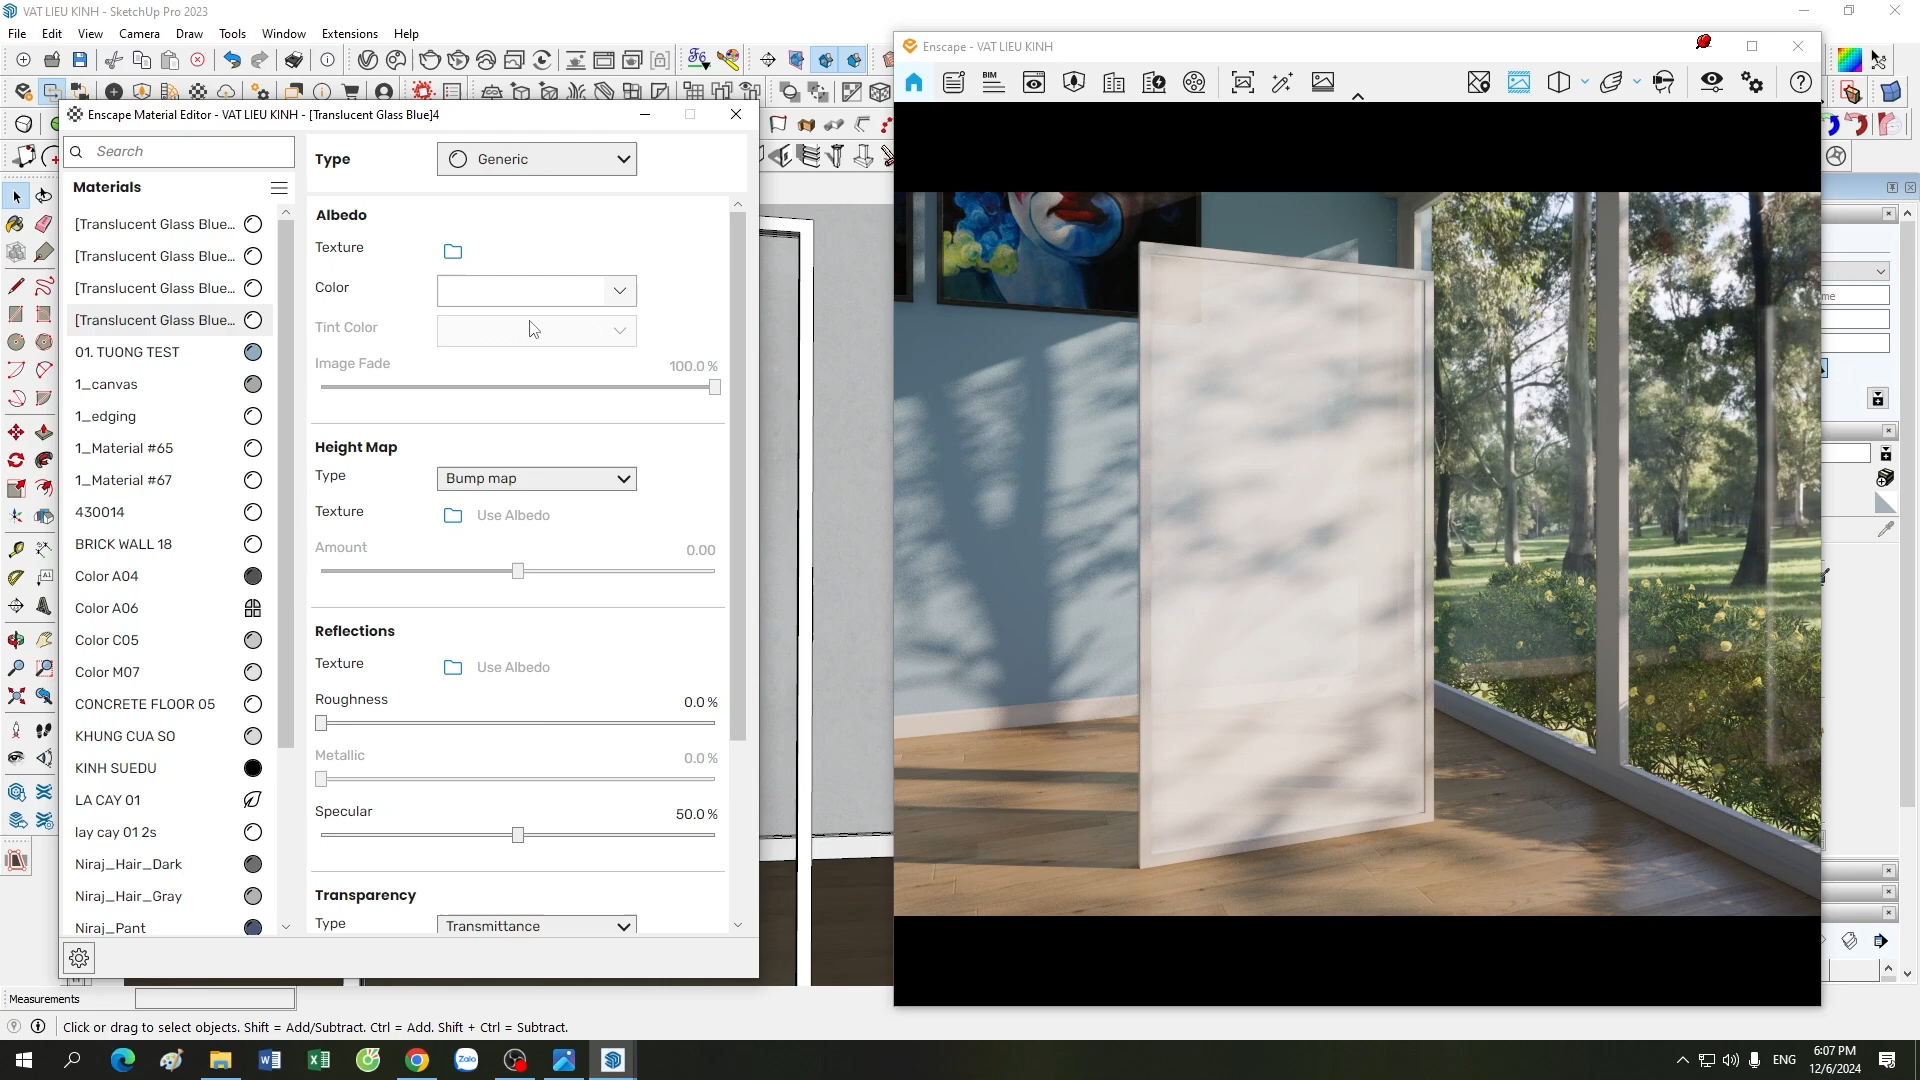 VAT LIEU KINH - SketchUp Pro 2023
File Edit View Camera Draw Tools Window Extensions Help
Enscape - VAT LIEU KINH
BIM
Enscape Material Editor - VAT LIEU KINH - [Translucent Glass Blue]4
Search
Materials
[Translucent Glass Blue...
[Translucent Glass Blue...
[Translucent Glass Blue...
[Translucent Glass Blue...
01. TUONG TEST
1_canvas
1_edging
1_Material #65
1_Material #67
430014
BRICK WALL 18
Color A04
Color A06
Color C05
Color M07
CONCRETE FLOOR 05
KHUNG CUA SO
KINH SUEDU
LA CAY 01
lay cay 01 2s
Niraj_Hair_Dark
Niraj_Hair_Gray
Niraj_Pant
Type Generic
Albedo
Texture
Color
Tint Color
Image Fade 100.0 %
Height Map
Type Bump map
Texture Use Albedo
Amount 0.00
Reflections
Texture Use Albedo
Roughness 0.0 %
Metallic 0.0 %
Specular 50.0 %
Transparency
Type Transmittance
Measurements
Click or drag to select objects. Shift = Add/Subtract. Ctrl = Add. Shift + Ctrl = Subtract.
Zalo
ENG
6:07 PM
12/6/2024